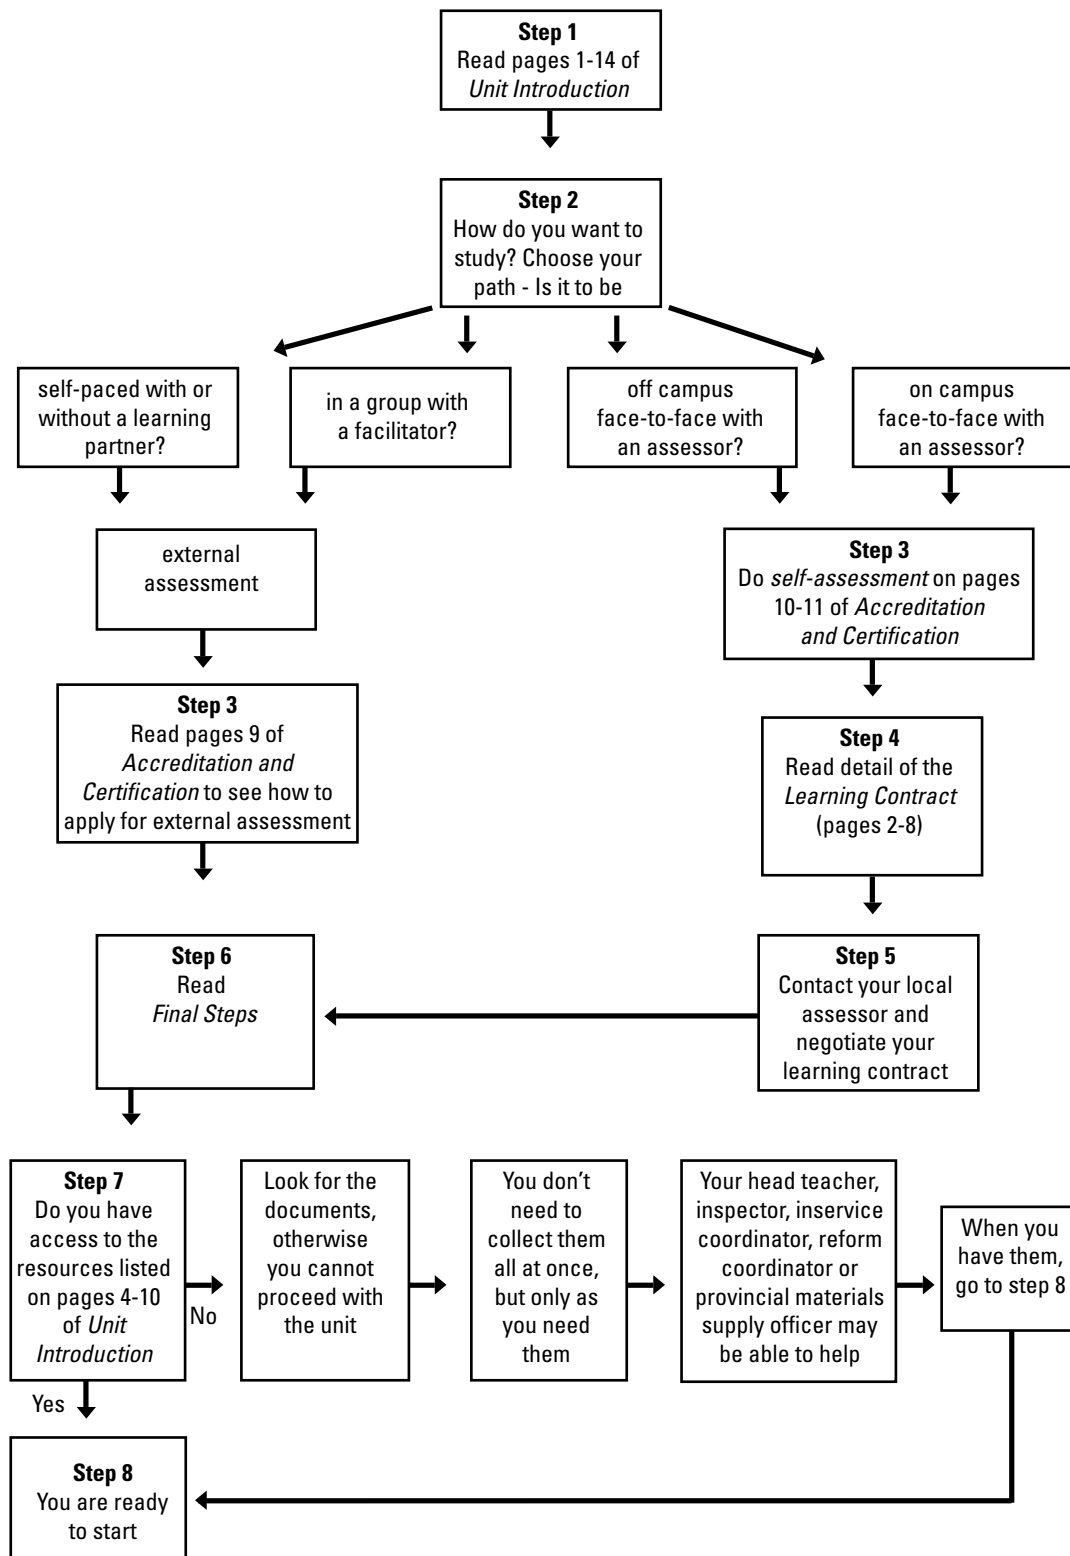 Step 1
Read pages 1-14 of
Unit Introduction
Step 2
How do you want to
study? Choose your
path - Is it to be
self-paced with or
without a learning
partner?
in a group with
a facilitator?
off campus
face-to-face with
an assessor?
on campus
face-to-face with
an assessor?
external
assessment
Step 3
Do self-assessment on pages
10-11 of Accreditation
and Certification
Step 3
Read pages 9 of
Accreditation and
Certification to see how to
apply for external assessment
Step 4
Read detail of the
Learning Contract
(pages 2-8)
Step 6
Read
Final Steps
Step 5
Contact your local
assessor and
negotiate your
learning contract
Step 7
Do you have
access to the
resources listed
on pages 4-10
of Unit
Introduction
No
Look for the
documents,
otherwise
you cannot
proceed with
the unit
You don’t
need to
collect them
all at once,
but only as
you need
them
Your head teacher,
inspector, inservice
coordinator, reform
coordinator or
provincial materials
supply officer may
be able to help
When you
have them,
go to step 8
Yes
Step 8
You are ready
to start